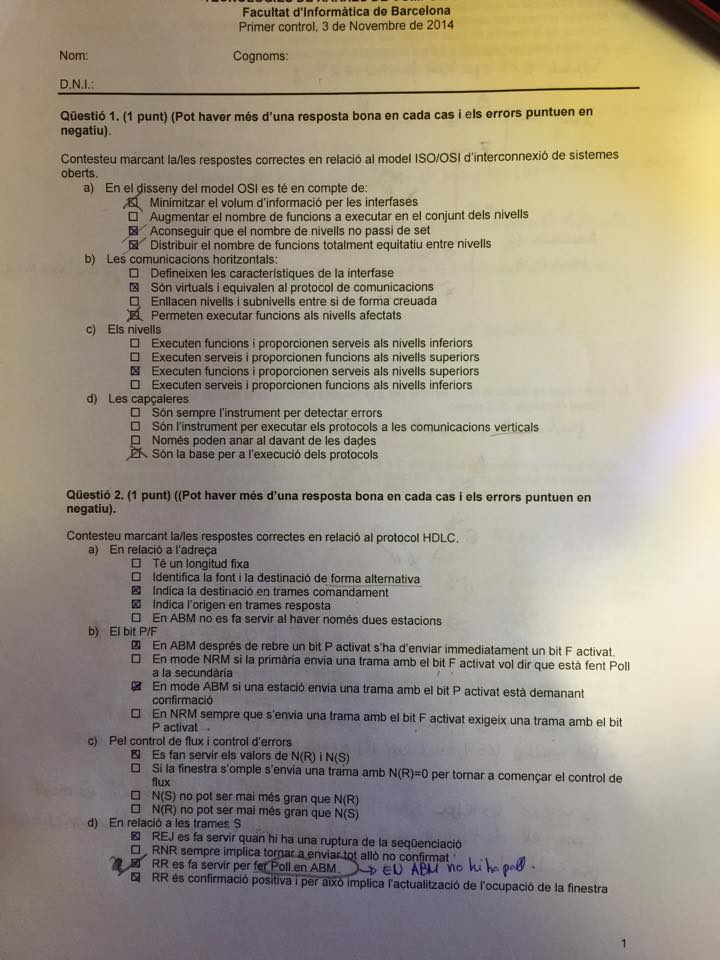 Facultat d'Informàtica de Barcelona
Primer control, 3 de Novembre de 2014
Nom: Cognoms:
D.N.I.:
Qüestió 1. (1 punt) (Pot haver més d'una resposta bona en cada cas i els errors puntuen en
negatiu).
Contesteu marcant la/les respostes correctes en relació al model ISO/OSI d'interconnexió de sistemes
oberts.
a) En el disseny del model OSI es té en compte de:
☒ Minimitzar el volum d'informació per les interfases
☐ Augmentar el nombre de funcions a executar en el conjunt dels nivells
☒ Aconseguir que el nombre de nivells no passi de set
☒ Distribuir el nombre de funcions totalment equitatiu entre nivells
b) Les comunicacions horitzontals:
☐ Defineixen les característiques de la interfase
☒ Són virtuals i equivalen al protocol de comunicacions
☐ Enllacen nivells i subnivells entre si de forma creuada
☒ Permeten executar funcions als nivells afectats
c) Els nivells
☐ Executen funcions i proporcionen serveis als nivells inferiors
☐ Executen serveis i proporcionen funcions als nivells superiors
☒ Executen funcions i proporcionen serveis als nivells superiors
☐ Executen serveis i proporcionen funcions als nivells inferiors
d) Les capçaleres
☐ Són sempre l'instrument per detectar errors
☐ Són l'instrument per executar els protocols a les comunicacions verticals
☐ Només poden anar al davant de les dades
☒ Són la base per a l'execució dels protocols
Qüestió 2. (1 punt) ((Pot haver més d'una resposta bona en cada cas i els errors puntuen en
negatiu).
Contesteu marcant la/les respostes correctes en relació al protocol HDLC.
a) En relació a l'adreça
☐ Té un longitud fixa
☐ Identifica la font i la destinació de forma alternativa
☒ Indica la destinació en trames comandament
☒ Indica l'origen en trames resposta
☐ En ABM no es fa servir al haver només dues estacions
b) El bit P/F
☒ En ABM després de rebre un bit P activat s'ha d'enviar immediatament un bit F activat.
☐ En mode NRM si la primària envia una trama amb el bit F activat vol dir que està fent Poll
a la secundària
☒ En mode ABM si una estació envia una trama amb el bit P activat està demanant
confirmació
☐ En NRM sempre que s'envia una trama amb el bit F activat exigeix una trama amb el bit
P activat
c) Pel control de flux i control d'errors
☒ Es fan servir els valors de N(R) i N(S)
☐ Si la finestra s'omple s'envia una trama amb N(R)=0 per tornar a començar el control de
flux
☐ N(S) no pot ser mai més gran que N(R)
☐ N(R) no pot ser mai més gran que N(S)
d) En relació a les trames S
☒ REJ es fa servir quan hi ha una ruptura de la seqüenciació
☐ RNR sempre implica tornar a enviar tot allò no confirmat
☒ RR es fa servir per fer Poll en ABM. → EN ABM no hi ha poll.
☒ RR és confirmació positiva i per això implica l'actualització de l'ocupació de la finestra
1